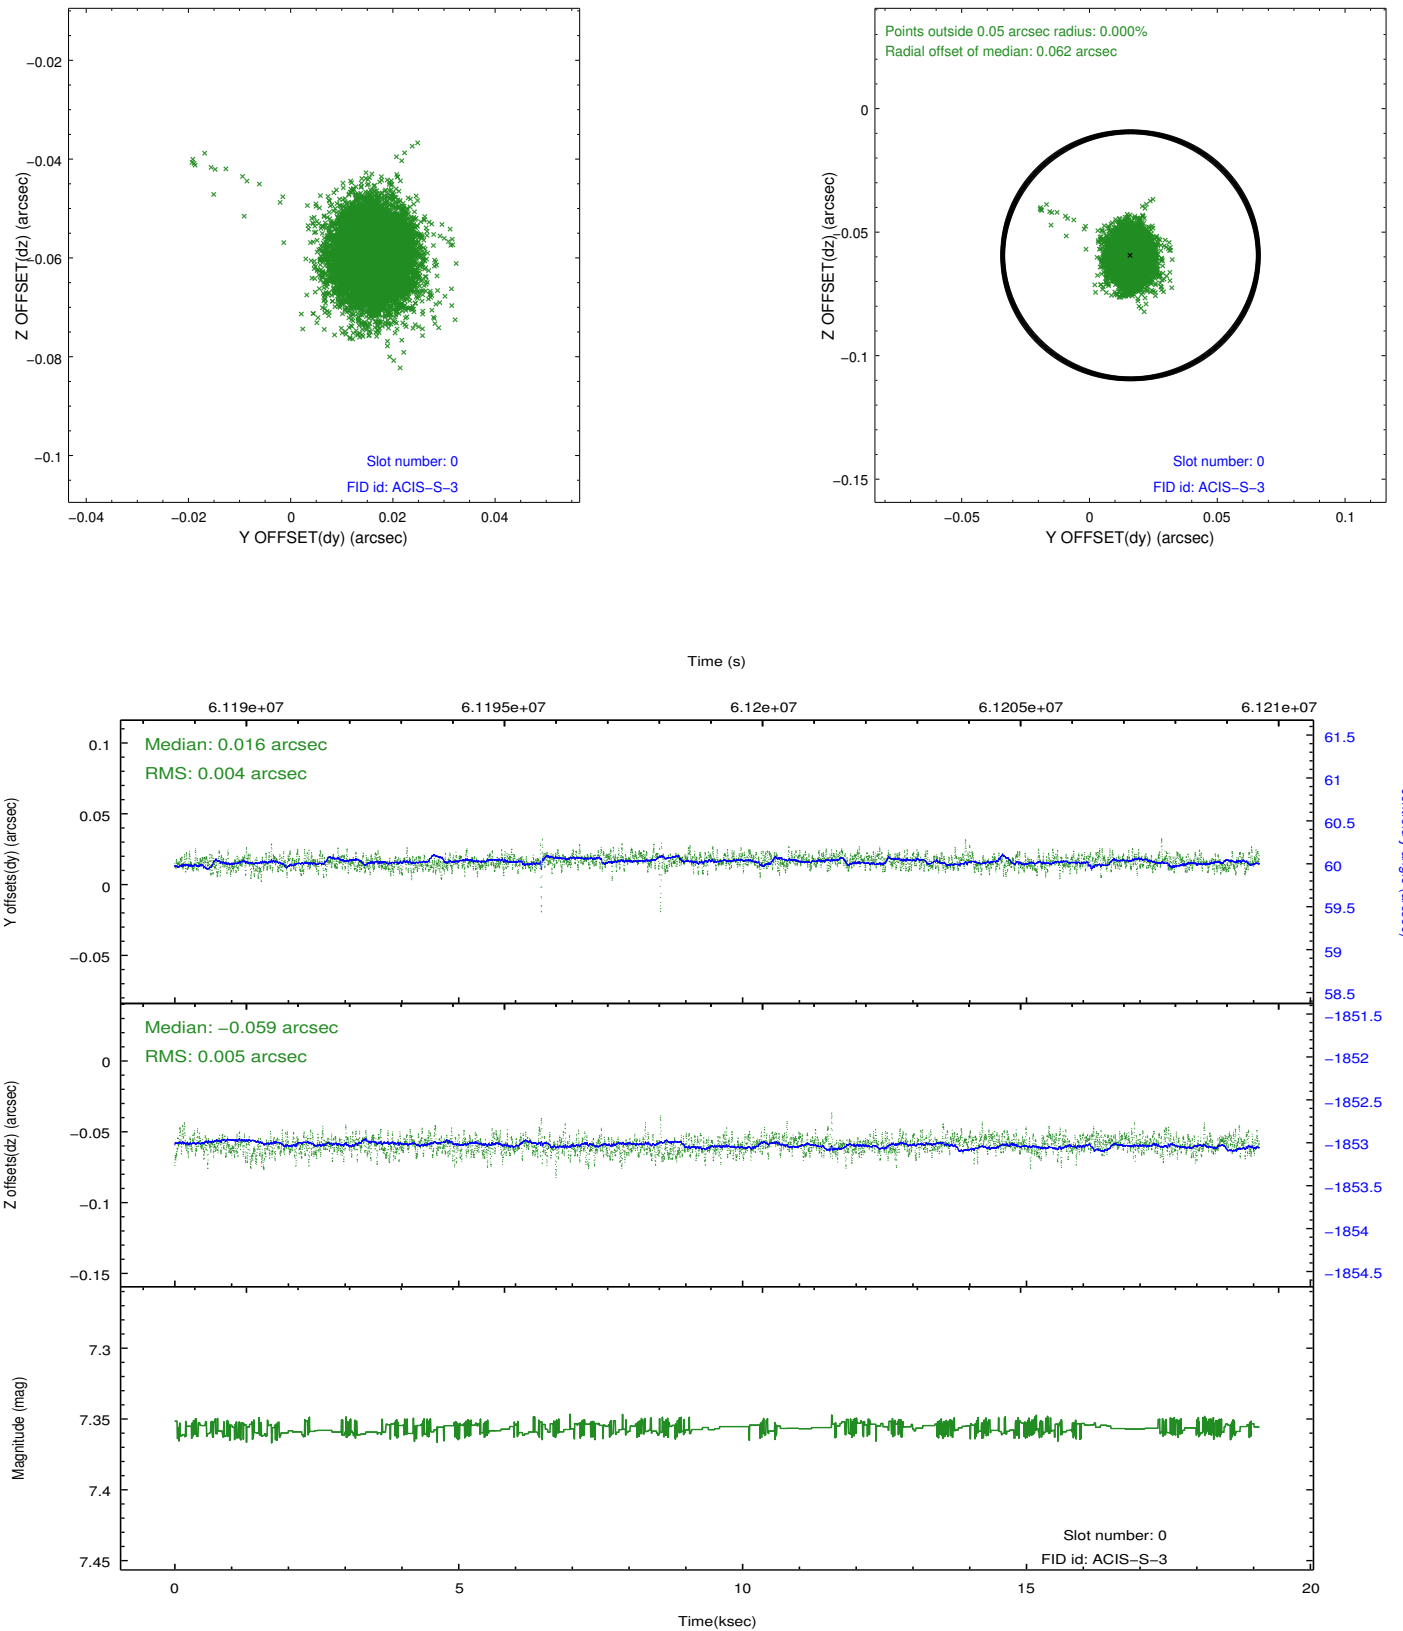 −0.02
−0.04
−0.06
−0.08
−0.1
Z OFFSET(dz) (arcsec)
Slot number: 0
FID id: ACIS−S−3
−0.04
−0.02
0
0.02
0.04
Y OFFSET(dy) (arcsec)
Points outside 0.05 arcsec radius: 0.000%
Radial offset of median: 0.062 arcsec
0
−0.05
−0.1
−0.15
Z OFFSET(dz) (arcsec)
Slot number: 0
FID id: ACIS−S−3
−0.05
0
0.05
0.1
Y OFFSET(dy) (arcsec)
Time (s)
6.119e+07
6.1195e+07
6.12e+07
6.1205e+07
6.121e+07
Median: 0.016 arcsec
RMS: 0.004 arcsec
0.1
0.05
0
−0.05
Y offsets(dy) (arcsec)
61.5
61
60.5
60
59.5
59
58.5
Median: −0.059 arcsec
RMS: 0.005 arcsec
0
−0.05
−0.1
−0.15
Z offsets(dz) (arcsec)
−1851.5
−1852
−1852.5
−1853
−1853.5
−1854
−1854.5
7.3
7.35
7.4
7.45
Magnitude (mag)
Slot number: 0
FID id: ACIS−S−3
0
5
10
15
20
Time(ksec)